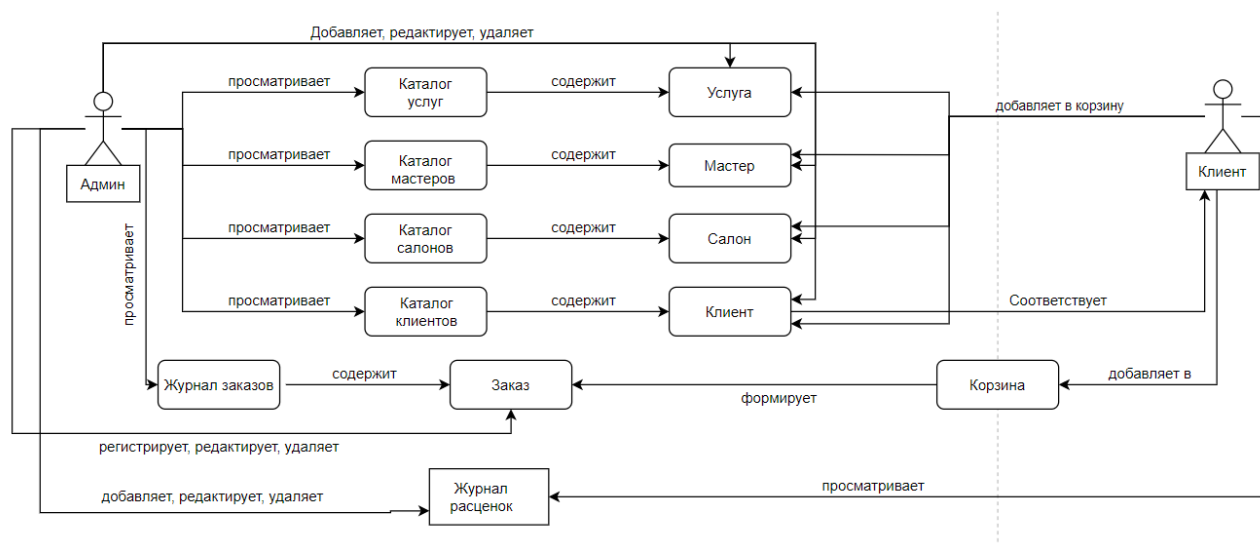 Добавляет, редактирует, удаляет
просматривает
Каталог
услуг
содержит
Услуга
добавляет в корзину
просматривает
Каталог
мастеров
содержит
Мастер
Админ
Клиент
просматривает
Каталог
салонов
содержит
Салон
просматривает
просматривает
Каталог
клиентов
содержит
Клиент
Соответствует
Журнал заказов
содержит
Заказ
формирует
Корзина
добавляет в
регистрирует, редактирует, удаляет
добавляет, редактирует, удаляет
Журнал
расценок
просматривает